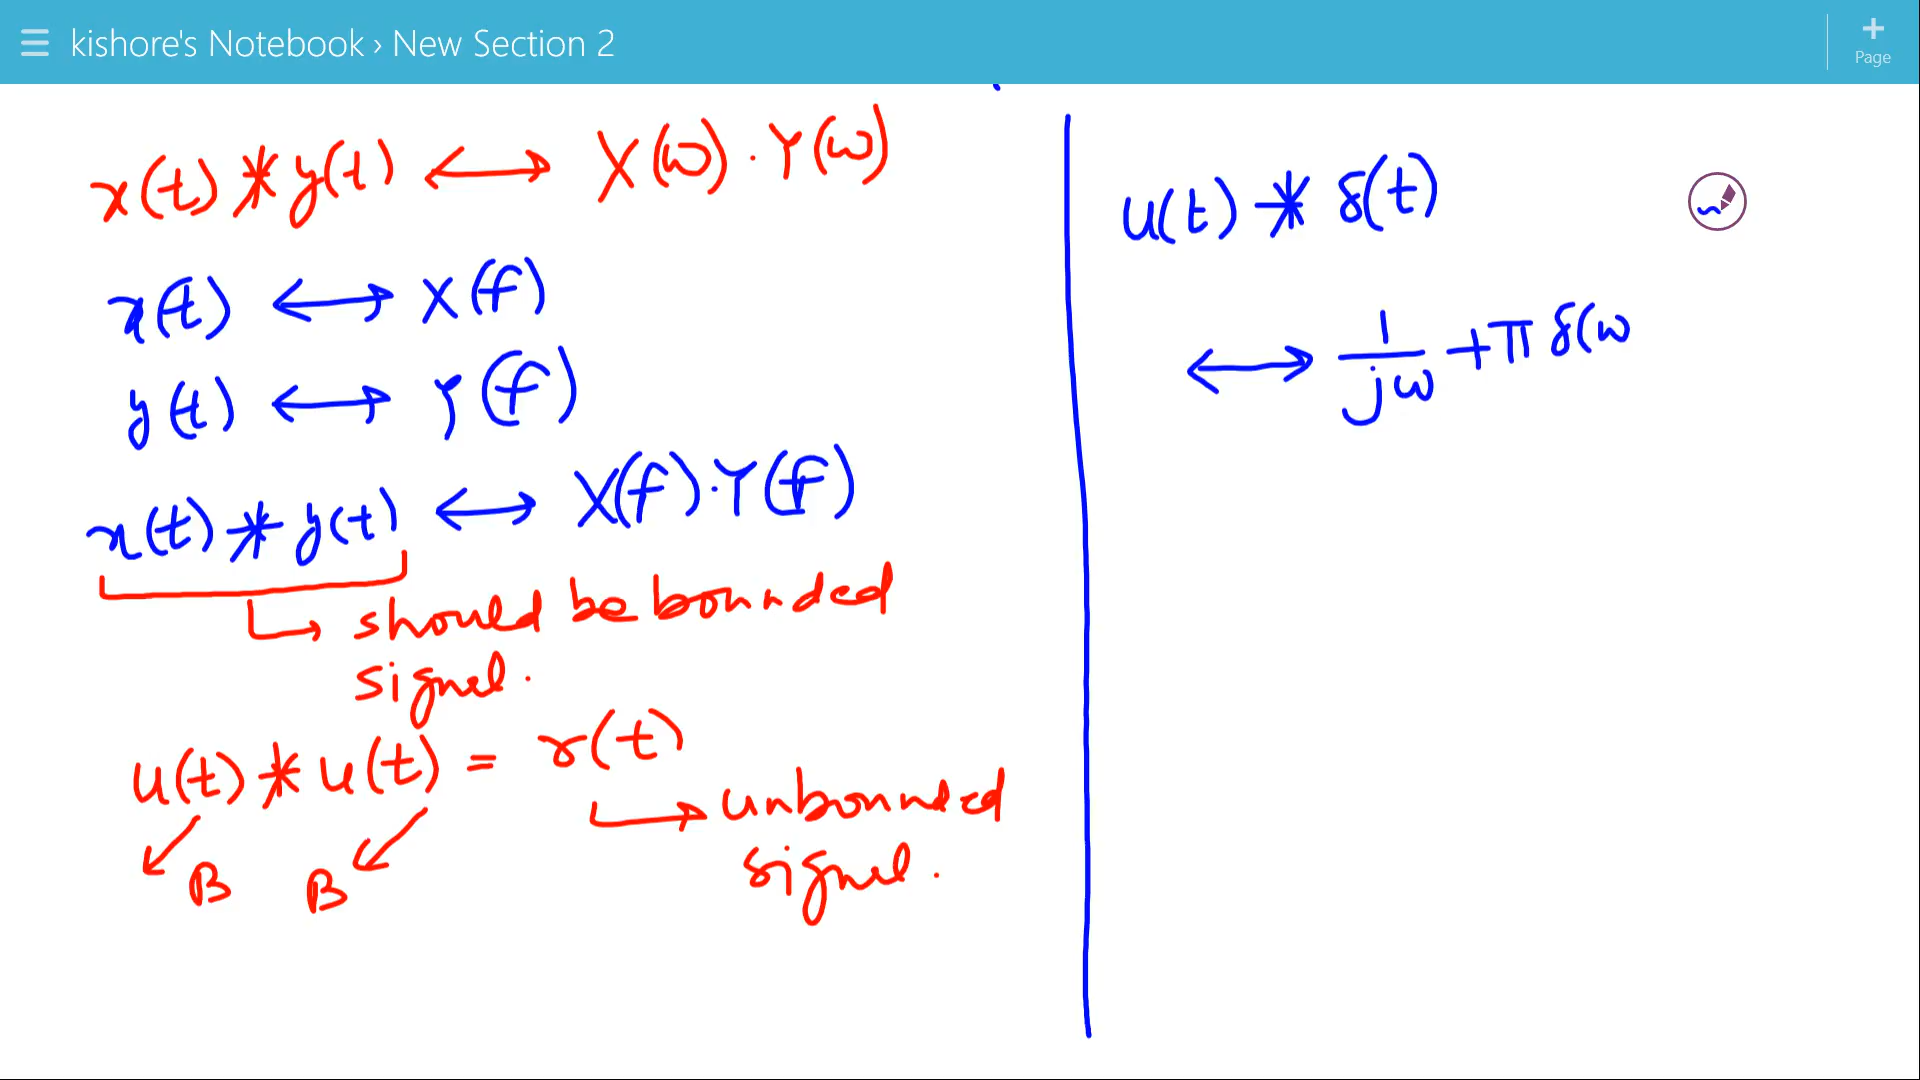 kishore's Notebook › New Section 2
+ Page
x(t) * y(t) ↔ X(ω) · Y(ω)
x(t) ↔ X(f)
y(t) ↔ Y(f)
x(t) * y(t) ↔ X(f) · Y(f)
should be bounded
signal.
u(t) * u(t) = r(t)
B B
unbounded
signal.
u(t) * δ(t)
↔ 1/jω + π δ(ω